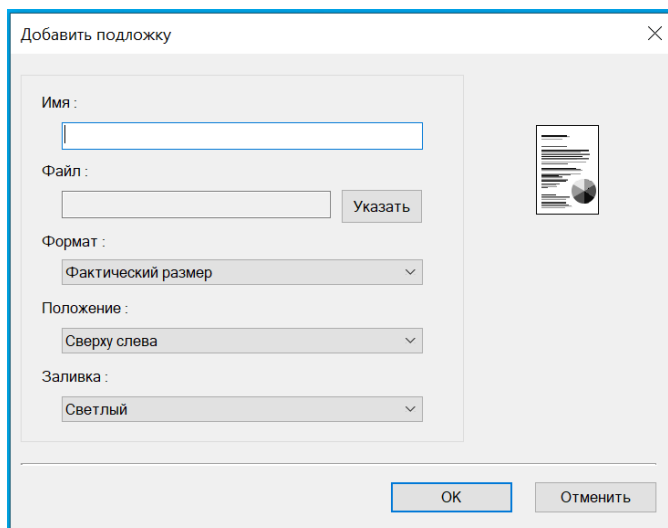 Добавить подложку
Имя :
Файл :
Указать
Формат :
Фактический размер
Положение :
Сверху слева
Заливка :
Светлый
OK
Отменить